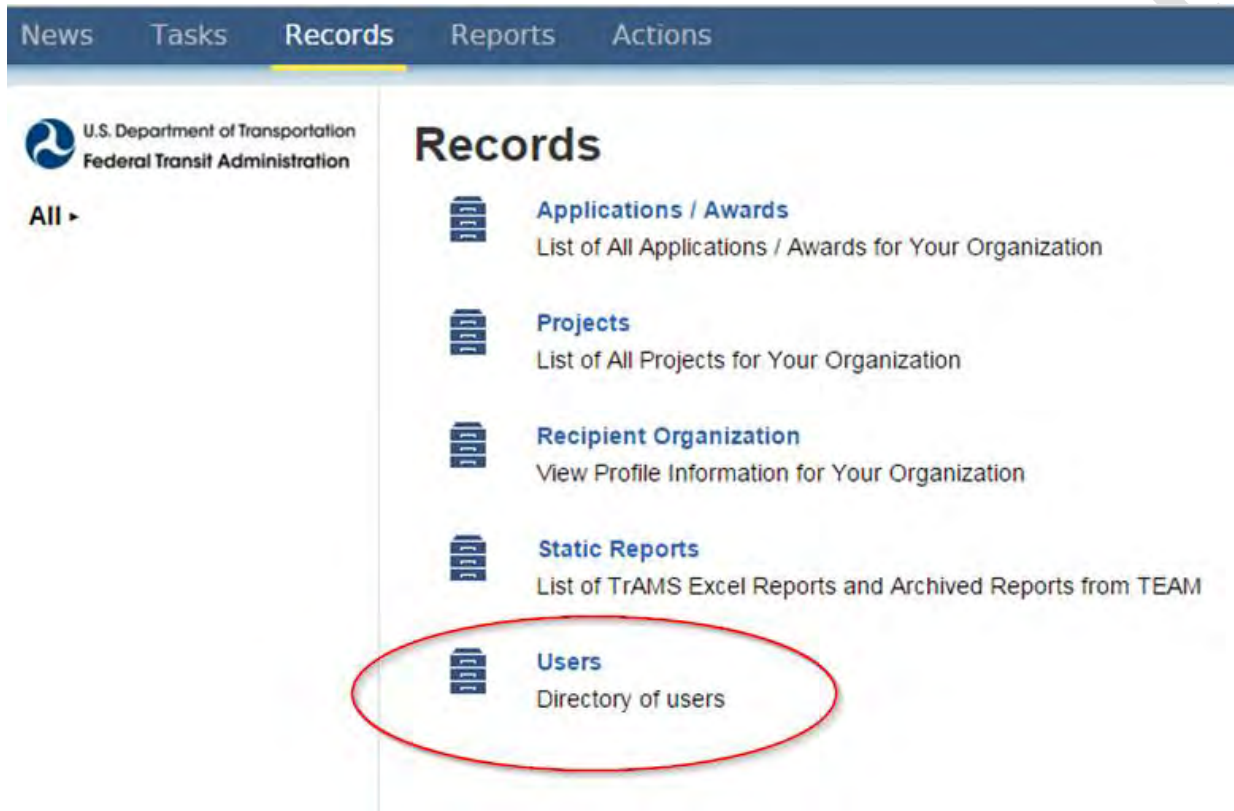 News Tasks Records Reports Actions
U.S. Department of Transportation
Federal Transit Administration
All ▸
Records
Applications / Awards
List of All Applications / Awards for Your Organization
Projects
List of All Projects for Your Organization
Recipient Organization
View Profile Information for Your Organization
Static Reports
List of TrAMS Excel Reports and Archived Reports from TEAM
Users
Directory of users